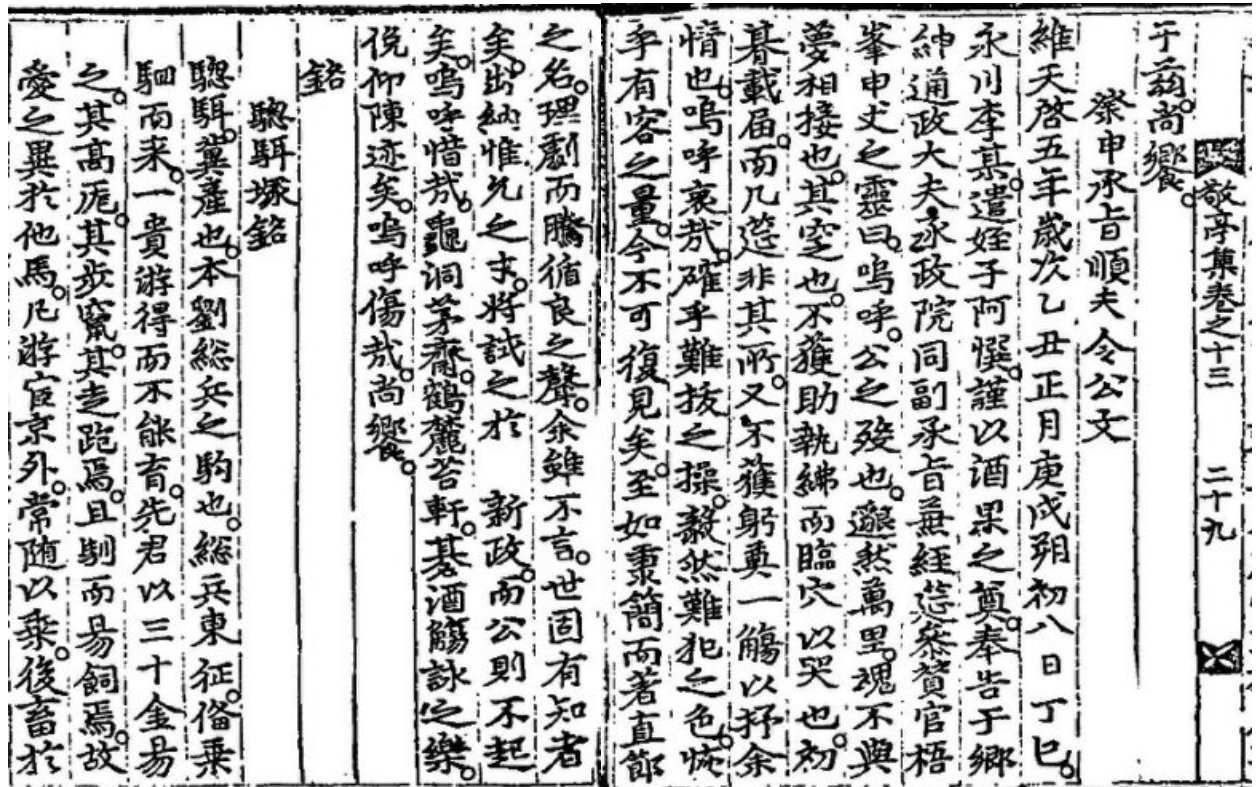 敬亭集卷之十三 二十九
于茲尙饗
祭申承旨順夫令公文
維天啓五年歲次乙丑正月庚戌朔初八日丁巳
永川李某遣姪子阿憬謹以酒果之奠奉告于鄕
紳通政大夫承政院同副承旨兼經筵參贊官梧
峯申丈之靈曰嗚呼公之歿也邈然萬里魂不與
夢相接也其窆也不獲助執紼而臨穴以哭也初
朞載届而几筵非其所又不獲躬奠一觴以抒余
情也嗚呼哀哉確乎難拔之操毅然難犯之色恢
乎有容之量今不可復見矣至如秉簡而著直節
之名理劇而騰循良之聲余雖不言世固有知者
矣出納惟允之才將試之於 新政而公則不起
矣嗚呼惜哉龜洞茅齋鶴麓苔軒棊酒觴詠之樂
俛仰陳迹矣嗚呼傷哉尙饗
銘
驄駬塚銘
驄駬冀產也本劉總兵之駒也總兵東征俻乘
駟而来一貴游得而不能育先君以三十金易
之其高卮其步竄其走跑焉且馴而易飼焉故
愛之異於他馬凡游宦京外常随以乘後畜於